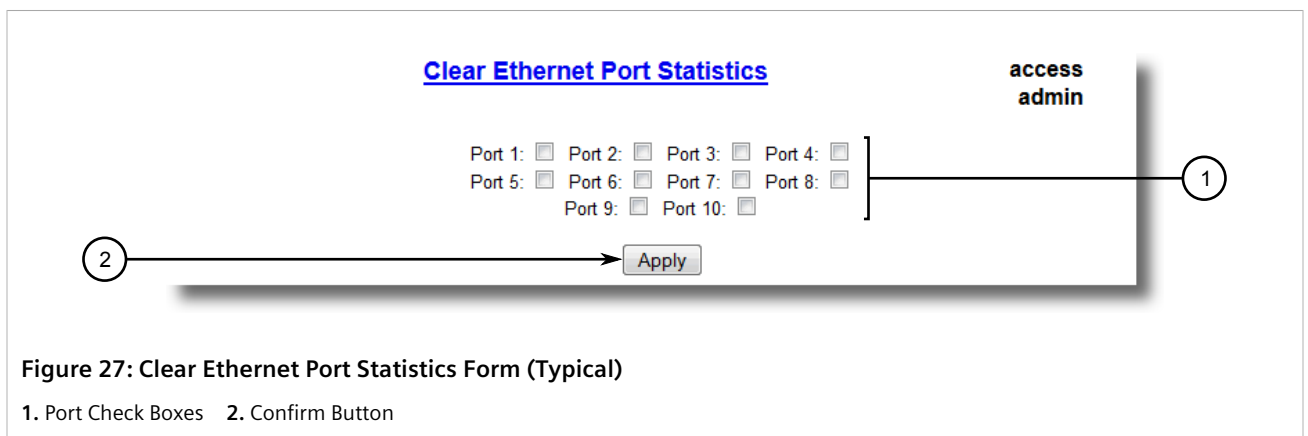 Clear Ethernet Port Statistics
access
admin
Port 1: Port 2: Port 3: Port 4:
Port 5: Port 6: Port 7: Port 8:
Port 9: Port 10:
1
2
Apply
Figure 27: Clear Ethernet Port Statistics Form (Typical)
1. Port Check Boxes 2. Confirm Button